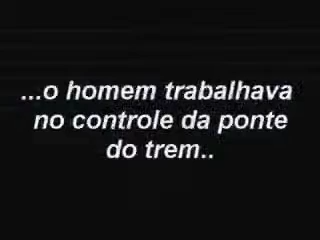 ...o homem trabalhava
no controle da ponte
do trem..